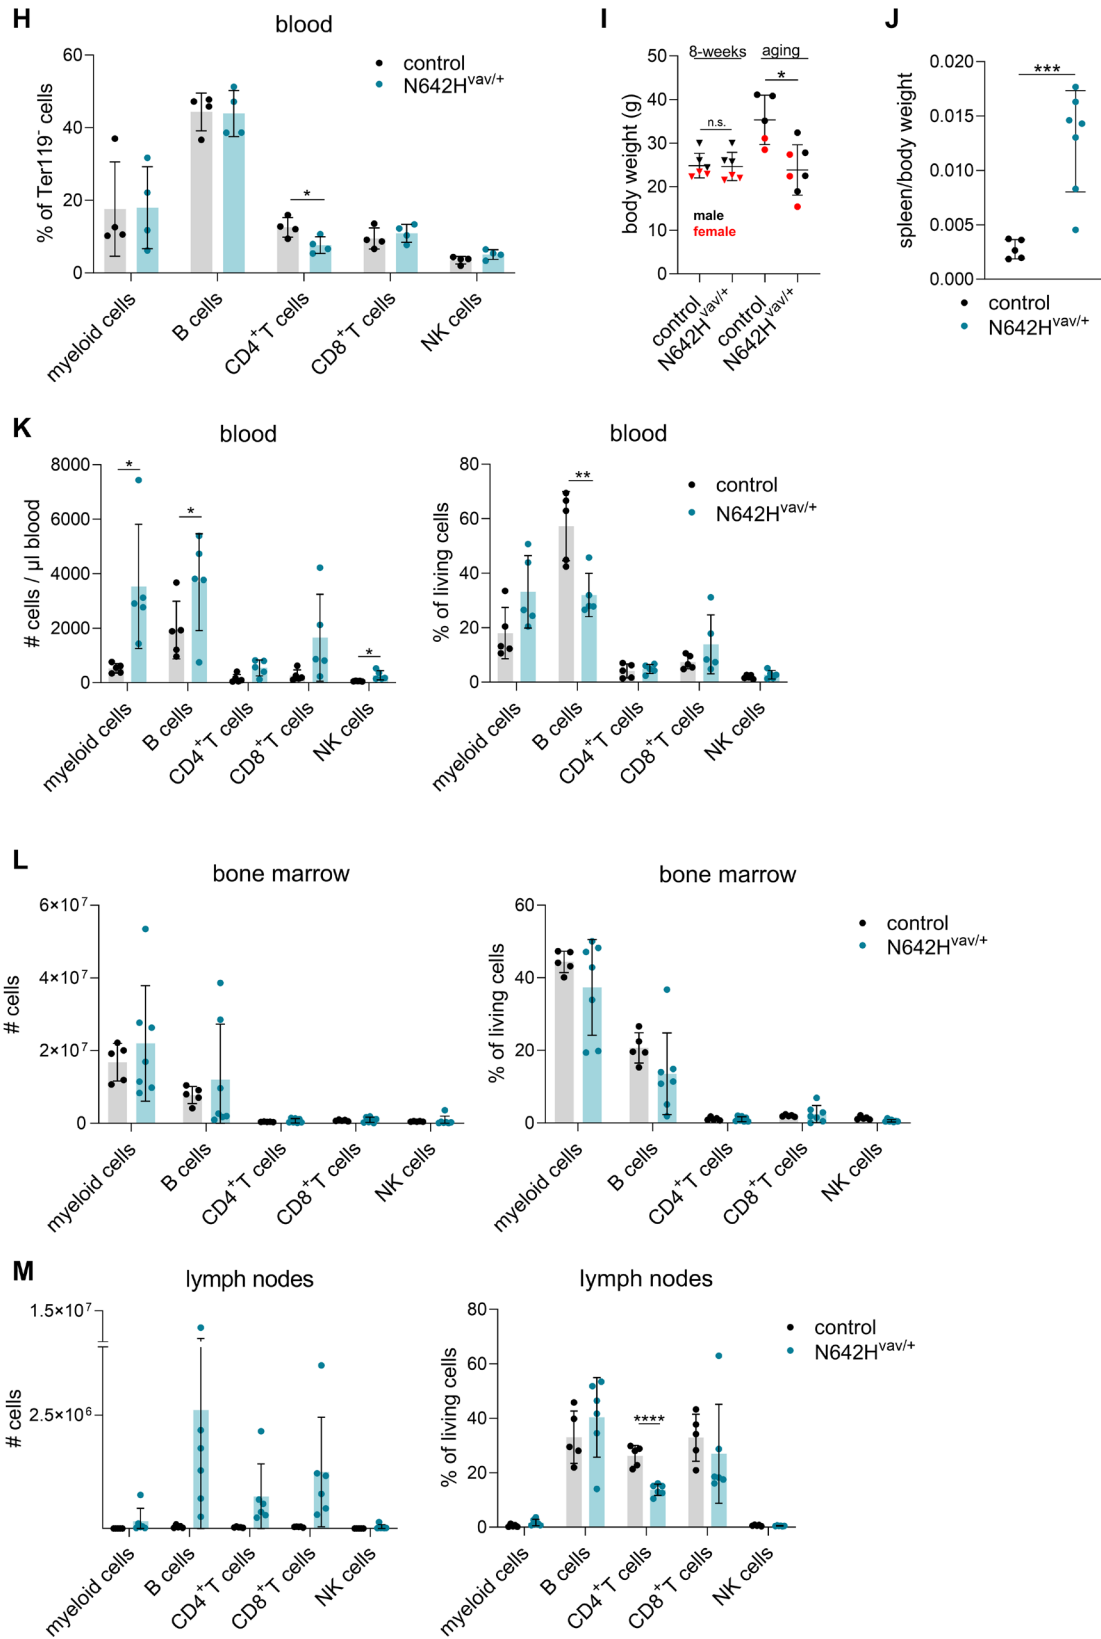 H
blood
% of Ter119⁻ cells
60
40
20
0
*
control
N642Hvav/+
myeloid cells
B cells
CD4⁺T cells
CD8⁺T cells
NK cells
I
body weight (g)
50
40
30
20
10
0
8-weeks
aging
n.s.
*
male
female
control
N642Hvav/+
control
N642Hvav/+
J
spleen/body weight
0.020
0.015
0.010
0.005
0.000
***
control
N642Hvav/+
K
blood
# cells / µl blood
8000
6000
4000
2000
0
*
*
*
myeloid cells
B cells
CD4⁺T cells
CD8⁺T cells
NK cells
blood
% of living cells
80
60
40
20
0
**
control
N642Hvav/+
myeloid cells
B cells
CD4⁺T cells
CD8⁺T cells
NK cells
L
bone marrow
# cells
6×10⁷
4×10⁷
2×10⁷
0
myeloid cells
B cells
CD4⁺T cells
CD8⁺T cells
NK cells
bone marrow
% of living cells
60
40
20
0
control
N642Hvav/+
myeloid cells
B cells
CD4⁺T cells
CD8⁺T cells
NK cells
M
lymph nodes
# cells
1.5×10⁷
2.5×10⁶
myeloid cells
B cells
CD4⁺T cells
CD8⁺T cells
NK cells
lymph nodes
% of living cells
80
60
40
20
0
****
control
N642Hvav/+
myeloid cells
B cells
CD4⁺T cells
CD8⁺T cells
NK cells